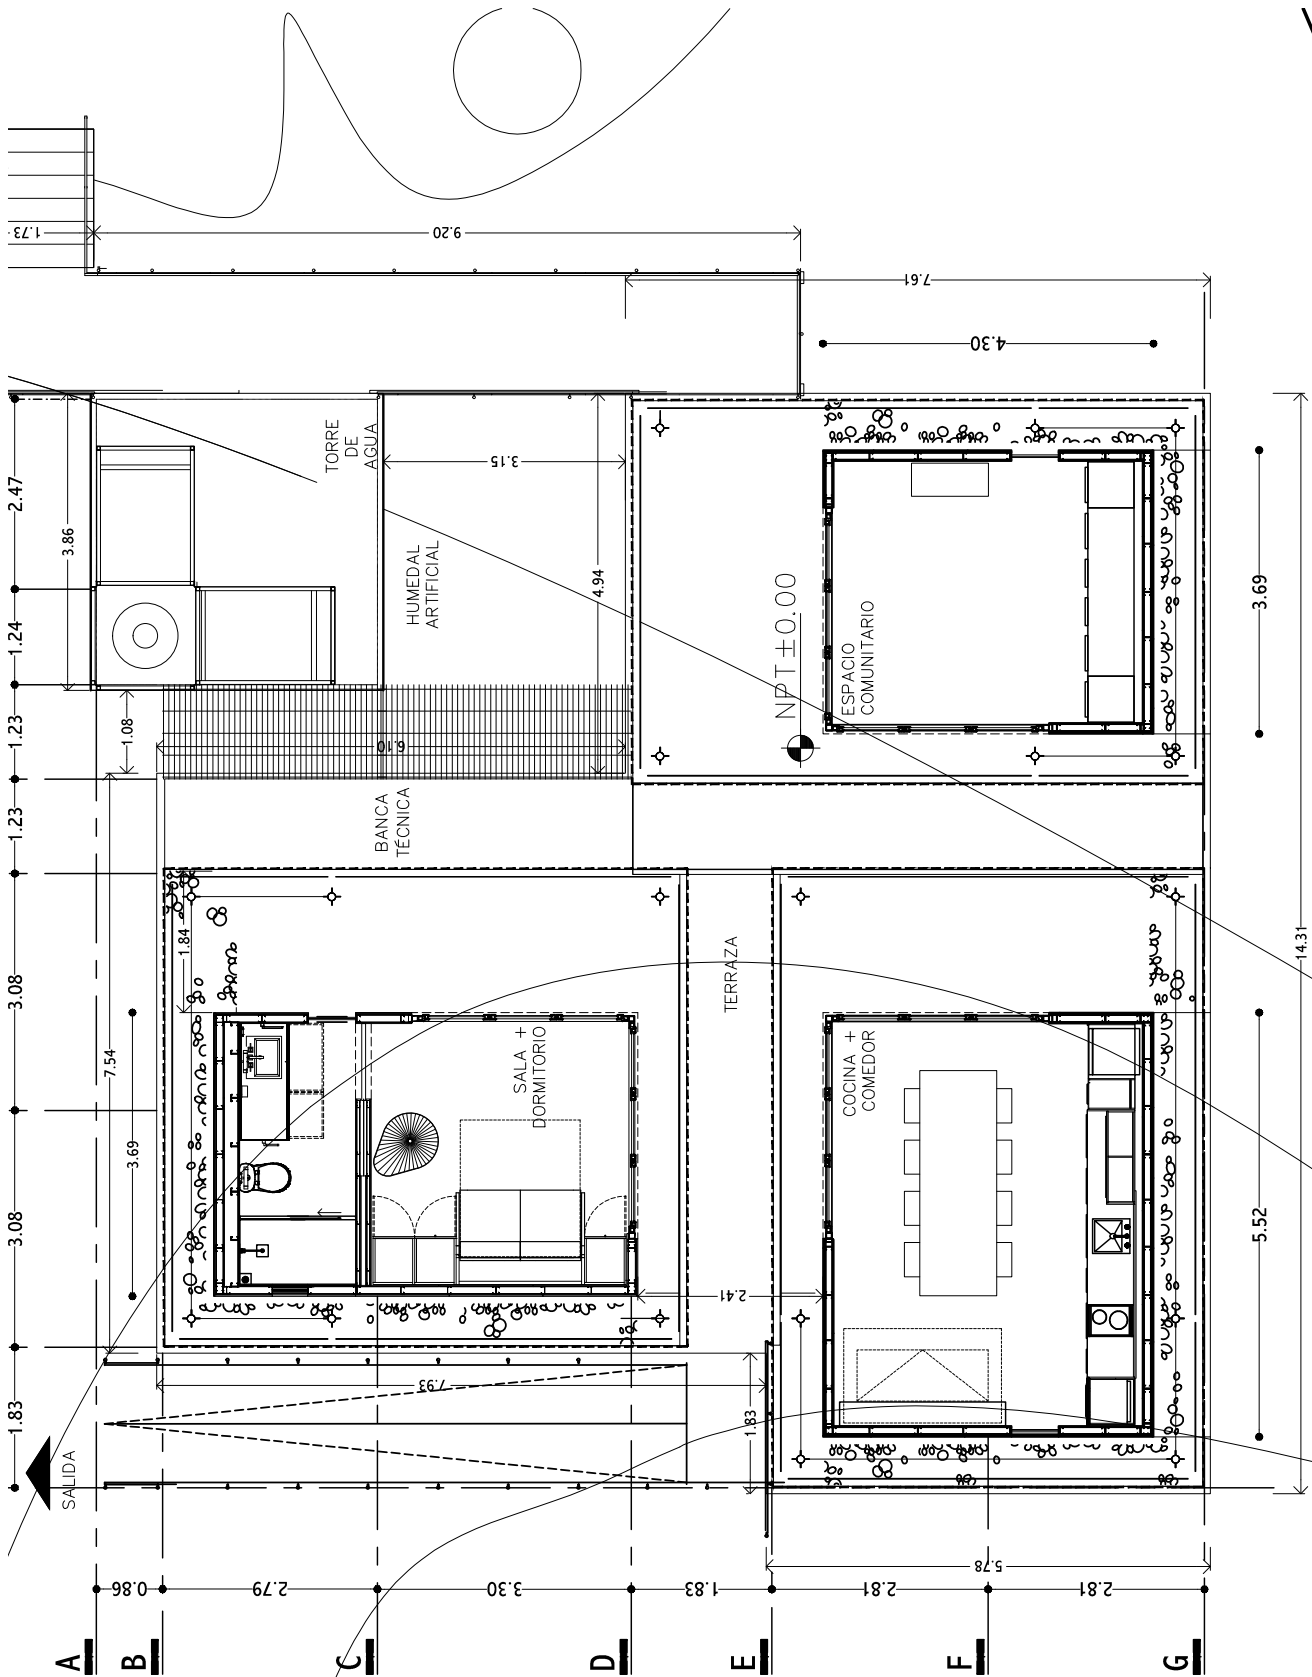 1.73
9.20
7.61
4.30
TORRE
DE
AGUA
3.15
2.47
3.86
HUMEDAL
ARTIFICIAL
4.94
3.69
1.24
NPT±0.00
ESPACIO
COMUNITARIO
1.23
1.08
6.10
1.23
BANCA
TÉCNICA
1.84
TERRAZA
14.31
3.08
7.54
3.69
SALA +
DORMITORIO
COCINA +
COMEDOR
3.08
5.52
2.41
7.93
1.83
1.83
SALIDA
5.78
0.86
2.79
3.30
1.83
2.81
2.81
A
B
C
D
E
F
G